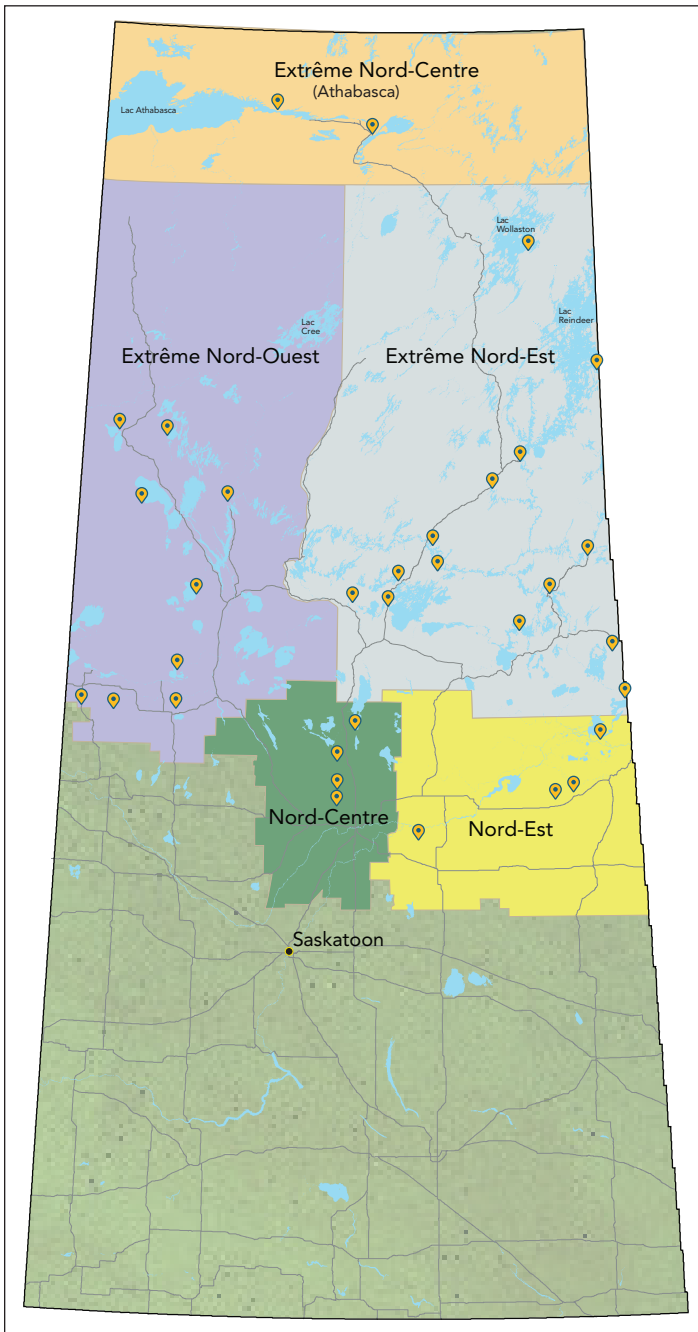 Extrême Nord-Centre
(Athabasca)
Lac Athabasca
Lac
Wollaston
Lac
Reindeer
Lac
Cree
Extrême Nord-Ouest
Extrême Nord-Est
Nord-Centre
Nord-Est
Saskatoon